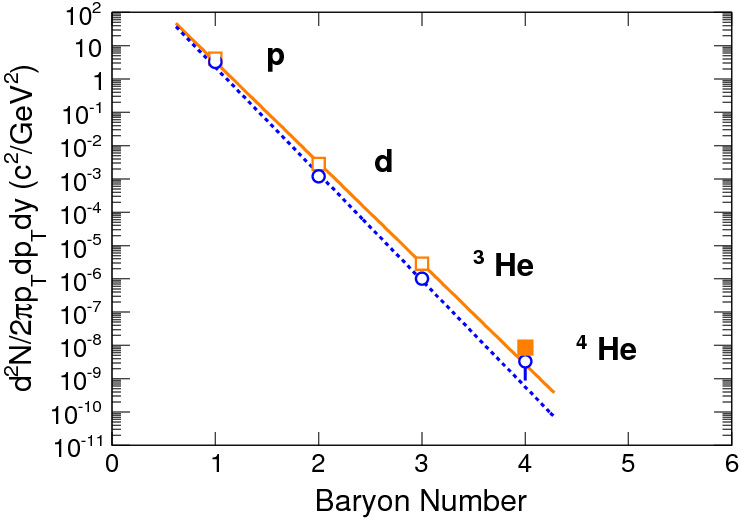 d²N/2πp_Tdp_Tdy (c²/GeV²)
10²
10
1
10⁻¹
10⁻²
10⁻³
10⁻⁴
10⁻⁵
10⁻⁶
10⁻⁷
10⁻⁸
10⁻⁹
10⁻¹⁰
10⁻¹¹
p
d
³ He
⁴ He
0 1 2 3 4 5 6
Baryon Number